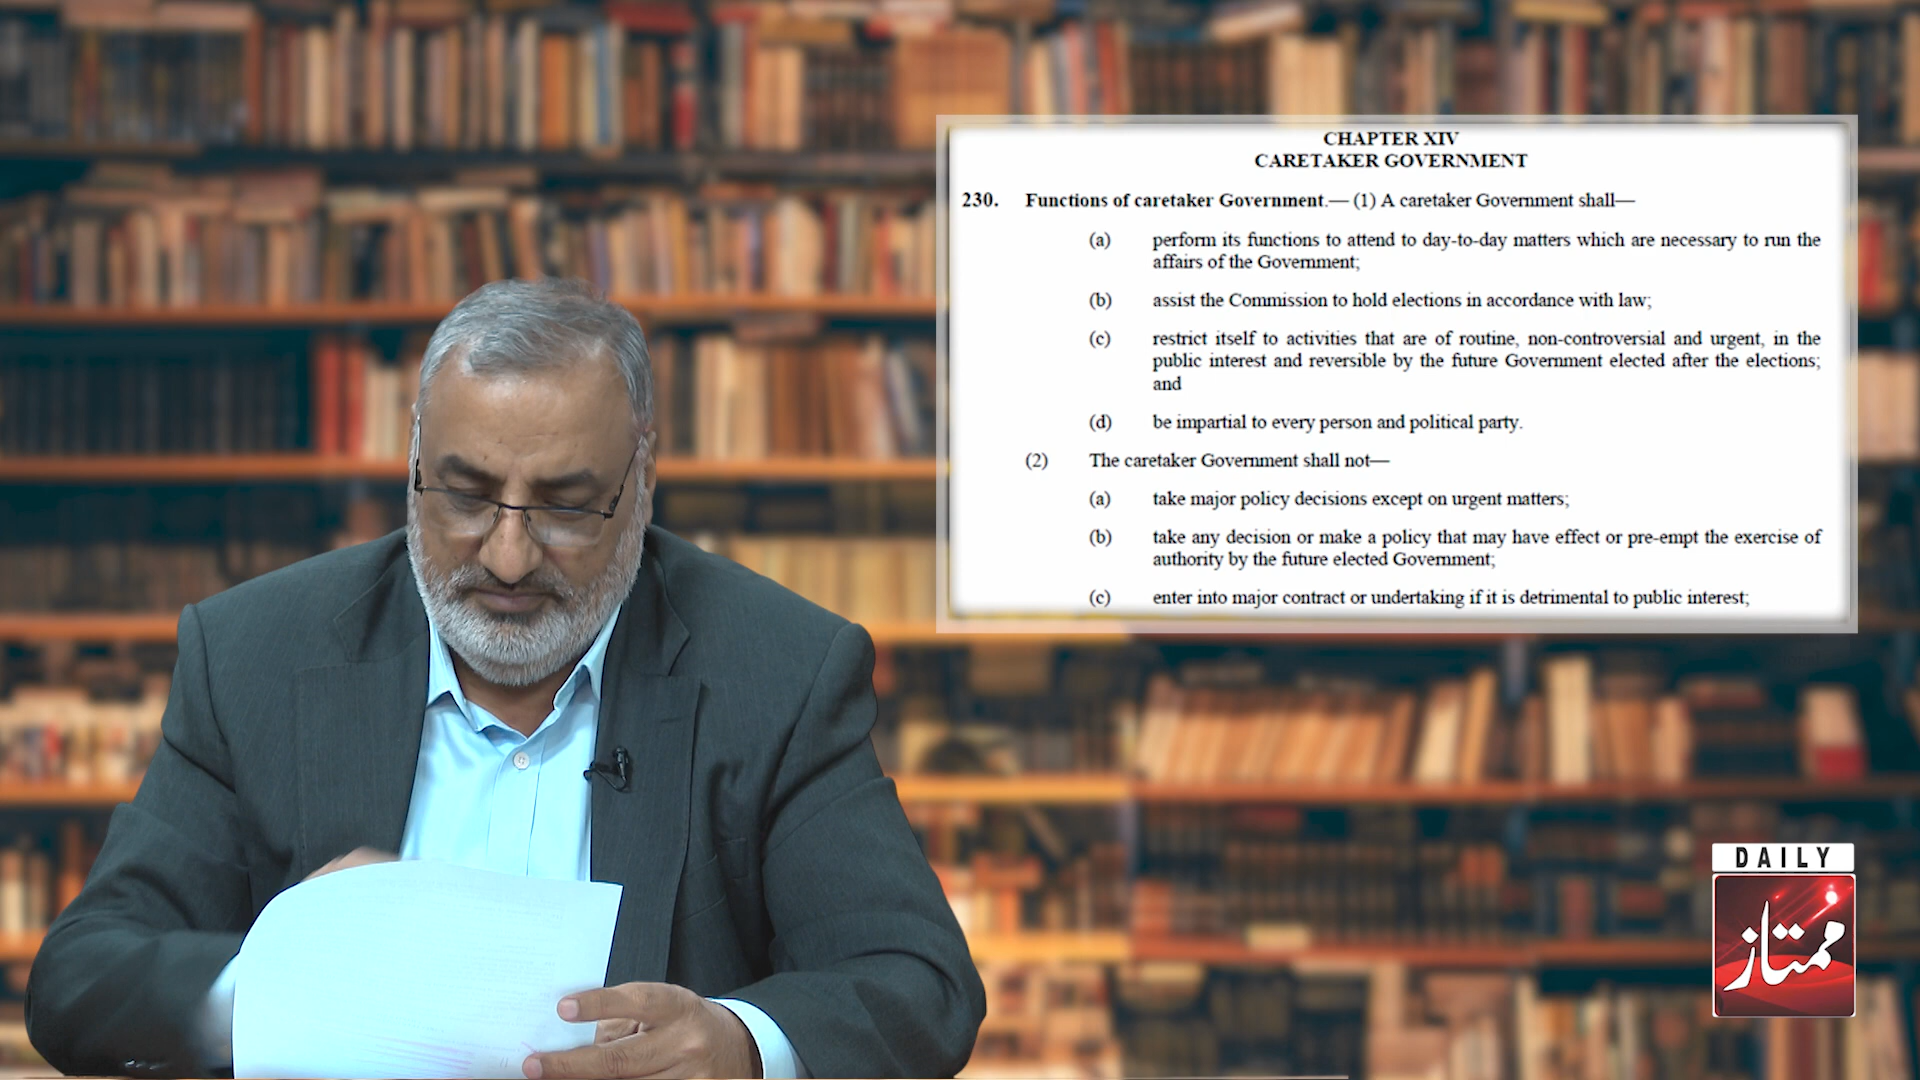 CHAPTER XIV
CARETAKER GOVERNMENT
230. Functions of caretaker Government.— (1) A caretaker Government shall—
(a) perform its functions to attend to day-to-day matters which are necessary to run the
affairs of the Government;
(b) assist the Commission to hold elections in accordance with law;
(c) restrict itself to activities that are of routine, non-controversial and urgent, in the
public interest and reversible by the future Government elected after the elections;
and
(d) be impartial to every person and political party.
(2) The caretaker Government shall not—
(a) take major policy decisions except on urgent matters;
(b) take any decision or make a policy that may have effect or pre-empt the exercise of
authority by the future elected Government;
(c) enter into major contract or undertaking if it is detrimental to public interest;
DAILY
ممتاز